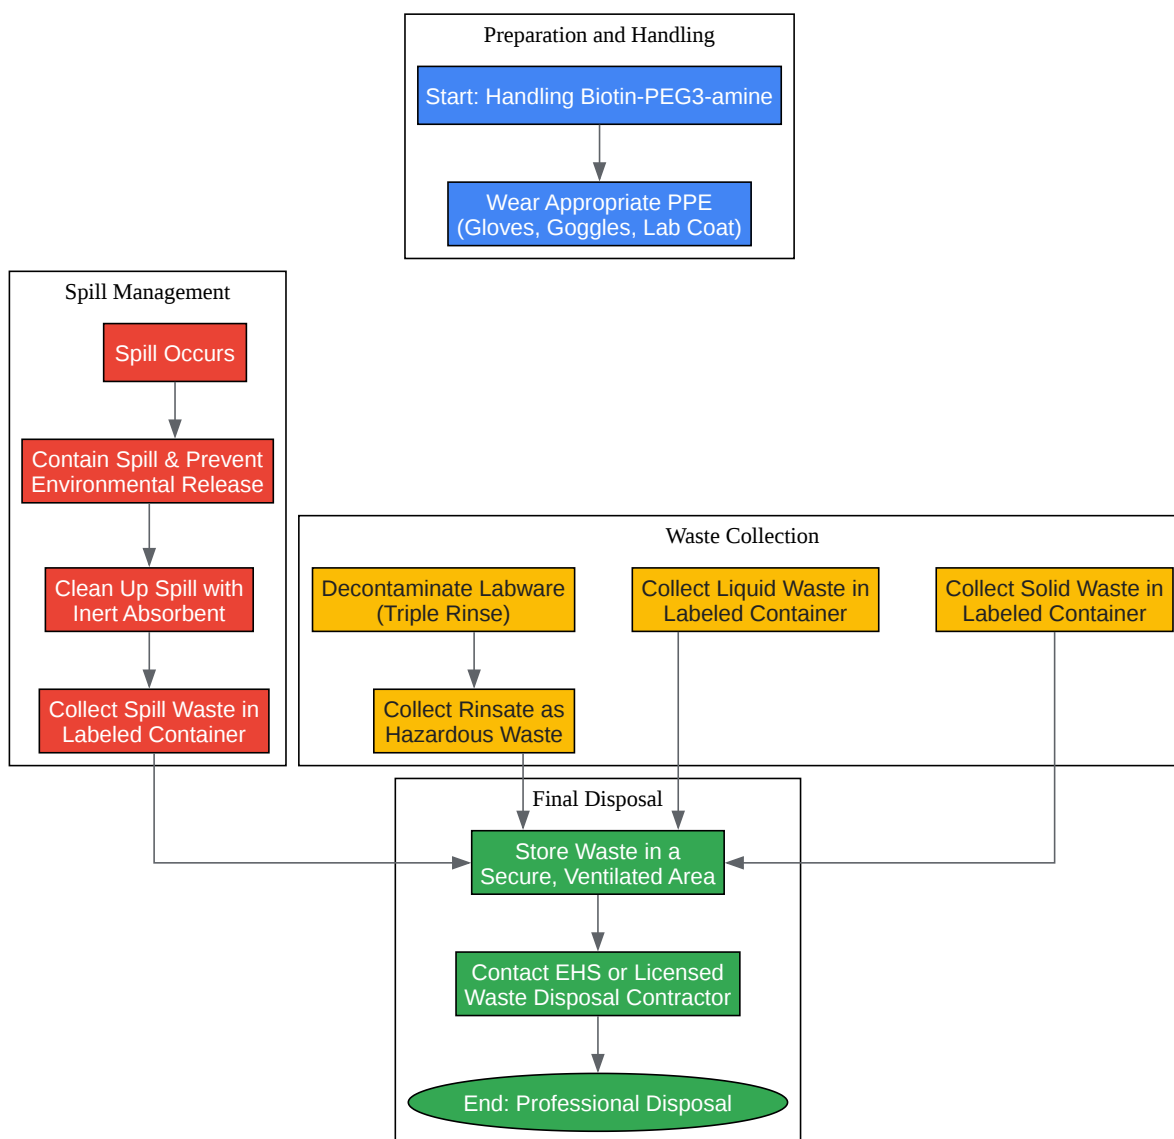 Preparation and Handling
Start: Handling Biotin-PEG3-amine
Wear Appropriate PPE
(Gloves, Goggles, Lab Coat)
Spill Management
Spill Occurs
Contain Spill & Prevent
Environmental Release
Clean Up Spill with
Inert Absorbent
Collect Spill Waste in
Labeled Container
Waste Collection
Decontaminate Labware
(Triple Rinse)
Collect Rinsate as
Hazardous Waste
Collect Liquid Waste in
Labeled Container
Collect Solid Waste in
Labeled Container
Final Disposal
Store Waste in a
Secure, Ventilated Area
Contact EHS or Licensed
Waste Disposal Contractor
End: Professional Disposal